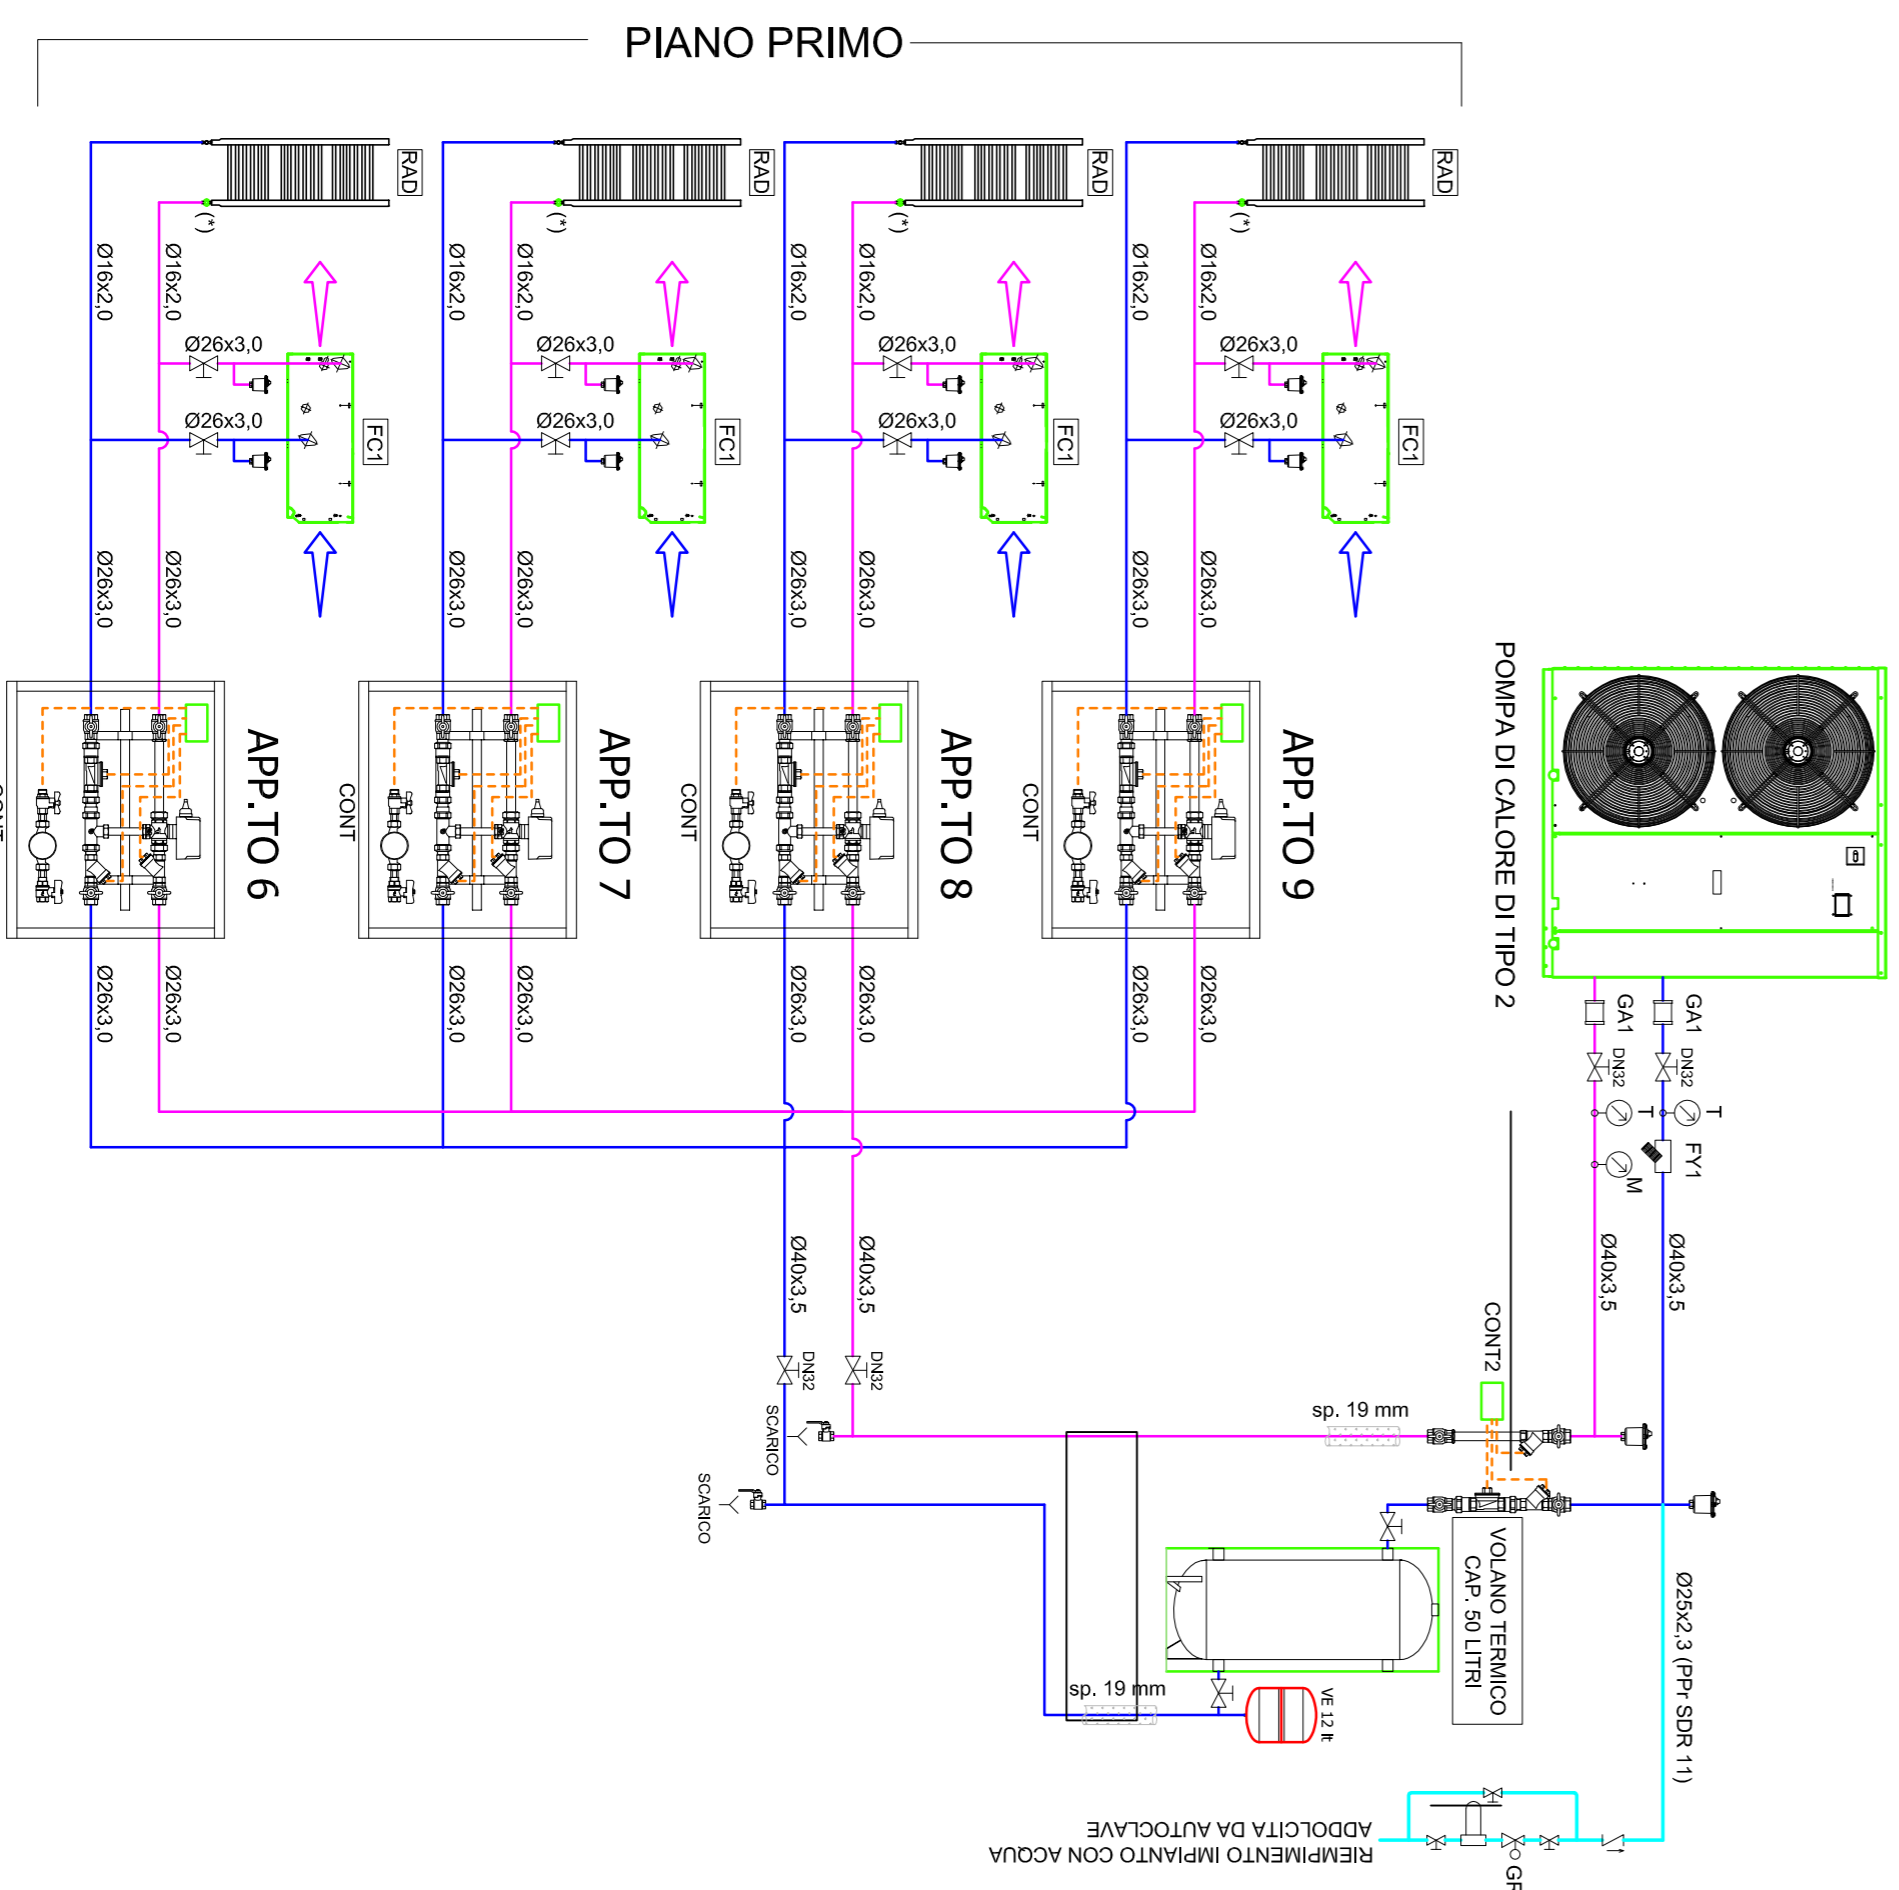 PIANO PRIMO
RAD
RAD
RAD
RAD
(*)
(*)
(*)
(*)
Ø16x2,0
Ø16x2,0
Ø16x2,0
Ø16x2,0
Ø16x2,0
Ø16x2,0
Ø16x2,0
Ø16x2,0
Ø26x3,0
Ø26x3,0
Ø26x3,0
Ø26x3,0
Ø26x3,0
Ø26x3,0
Ø26x3,0
Ø26x3,0
FC1
FC1
FC1
FC1
Ø26x3,0
Ø26x3,0
Ø26x3,0
Ø26x3,0
Ø26x3,0
Ø26x3,0
Ø26x3,0
Ø26x3,0
APP.TO 6
APP.TO 7
APP.TO 8
APP.TO 9
CONT
CONT
CONT
CONT
Ø26x3,0
Ø26x3,0
Ø26x3,0
Ø26x3,0
Ø26x3,0
Ø26x3,0
Ø26x3,0
Ø26x3,0
POMPA DI CALORE DI TIPO 2
GA1
GA1
DN32
DN32
T
T
FY1
M
Ø40x3,5
Ø40x3,5
Ø40x3,5
Ø40x3,5
DN32
DN32
SCARICO
SCARICO
CONT2
sp. 19 mm
VOLANO TERMICO
CAP. 50 LITRI
Ø25x2,3 (PPr SDR 11)
sp. 19 mm
VE 12 lt
RIEMPIMENTO IMPIANTO CON ACQUA
ADDOLCITA DA AUTOCLAVE